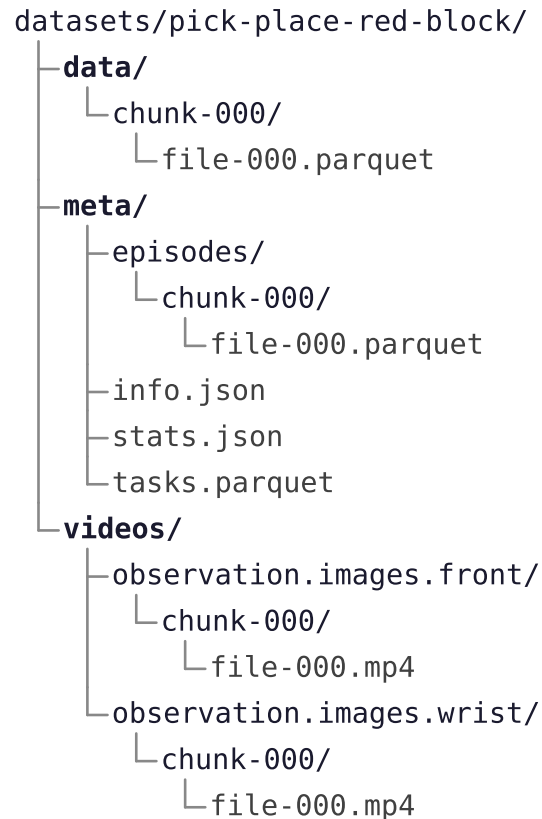 datasets/pick-place-red-block/
data/
chunk-000/
file-000.parquet
meta/
episodes/
chunk-000/
file-000.parquet
info.json
stats.json
tasks.parquet
videos/
observation.images.front/
chunk-000/
file-000.mp4
observation.images.wrist/
chunk-000/
file-000.mp4